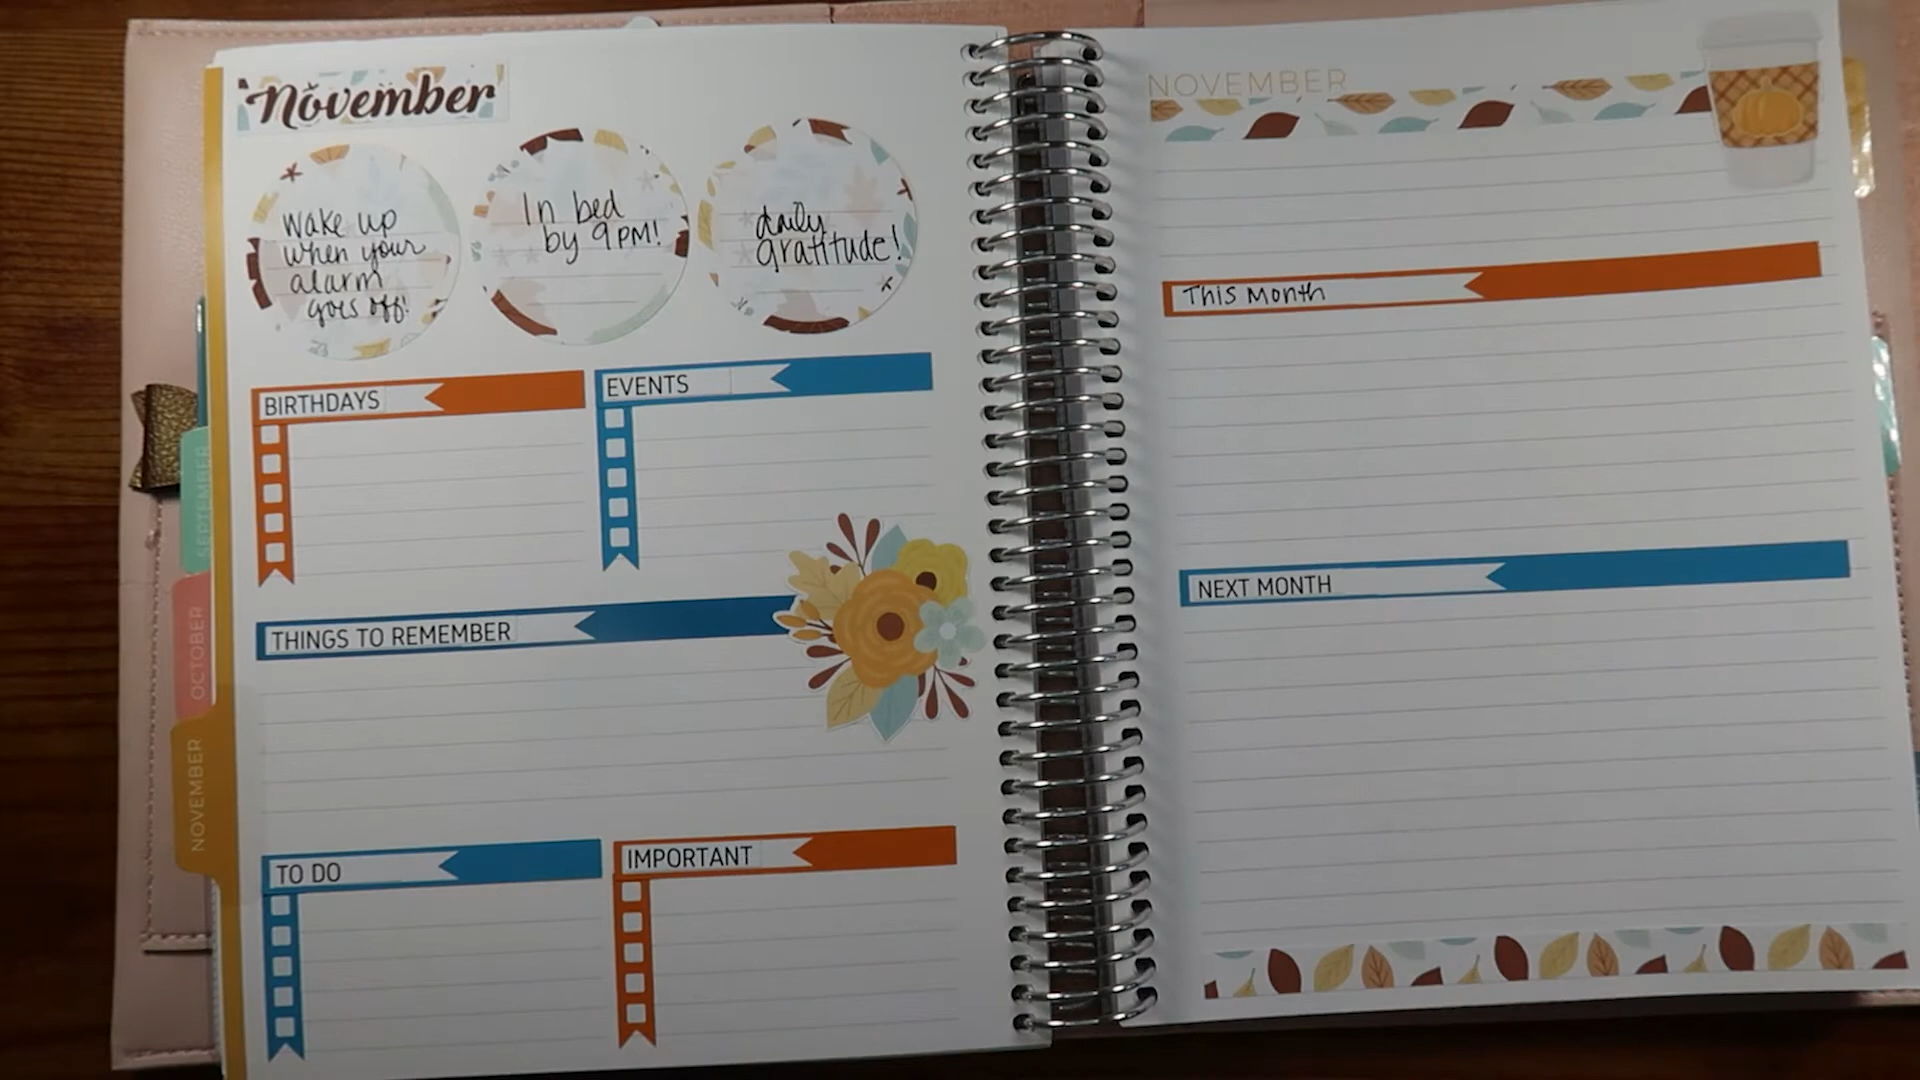 November
Wake up
when your
alarm
goes off!
In bed
by 9PM!
daily
gratitude!
BIRTHDAYS
EVENTS
THINGS TO REMEMBER
TO DO
IMPORTANT
SEPTEMBER
OCTOBER
NOVEMBER
NOVEMBER
This Month
NEXT MONTH